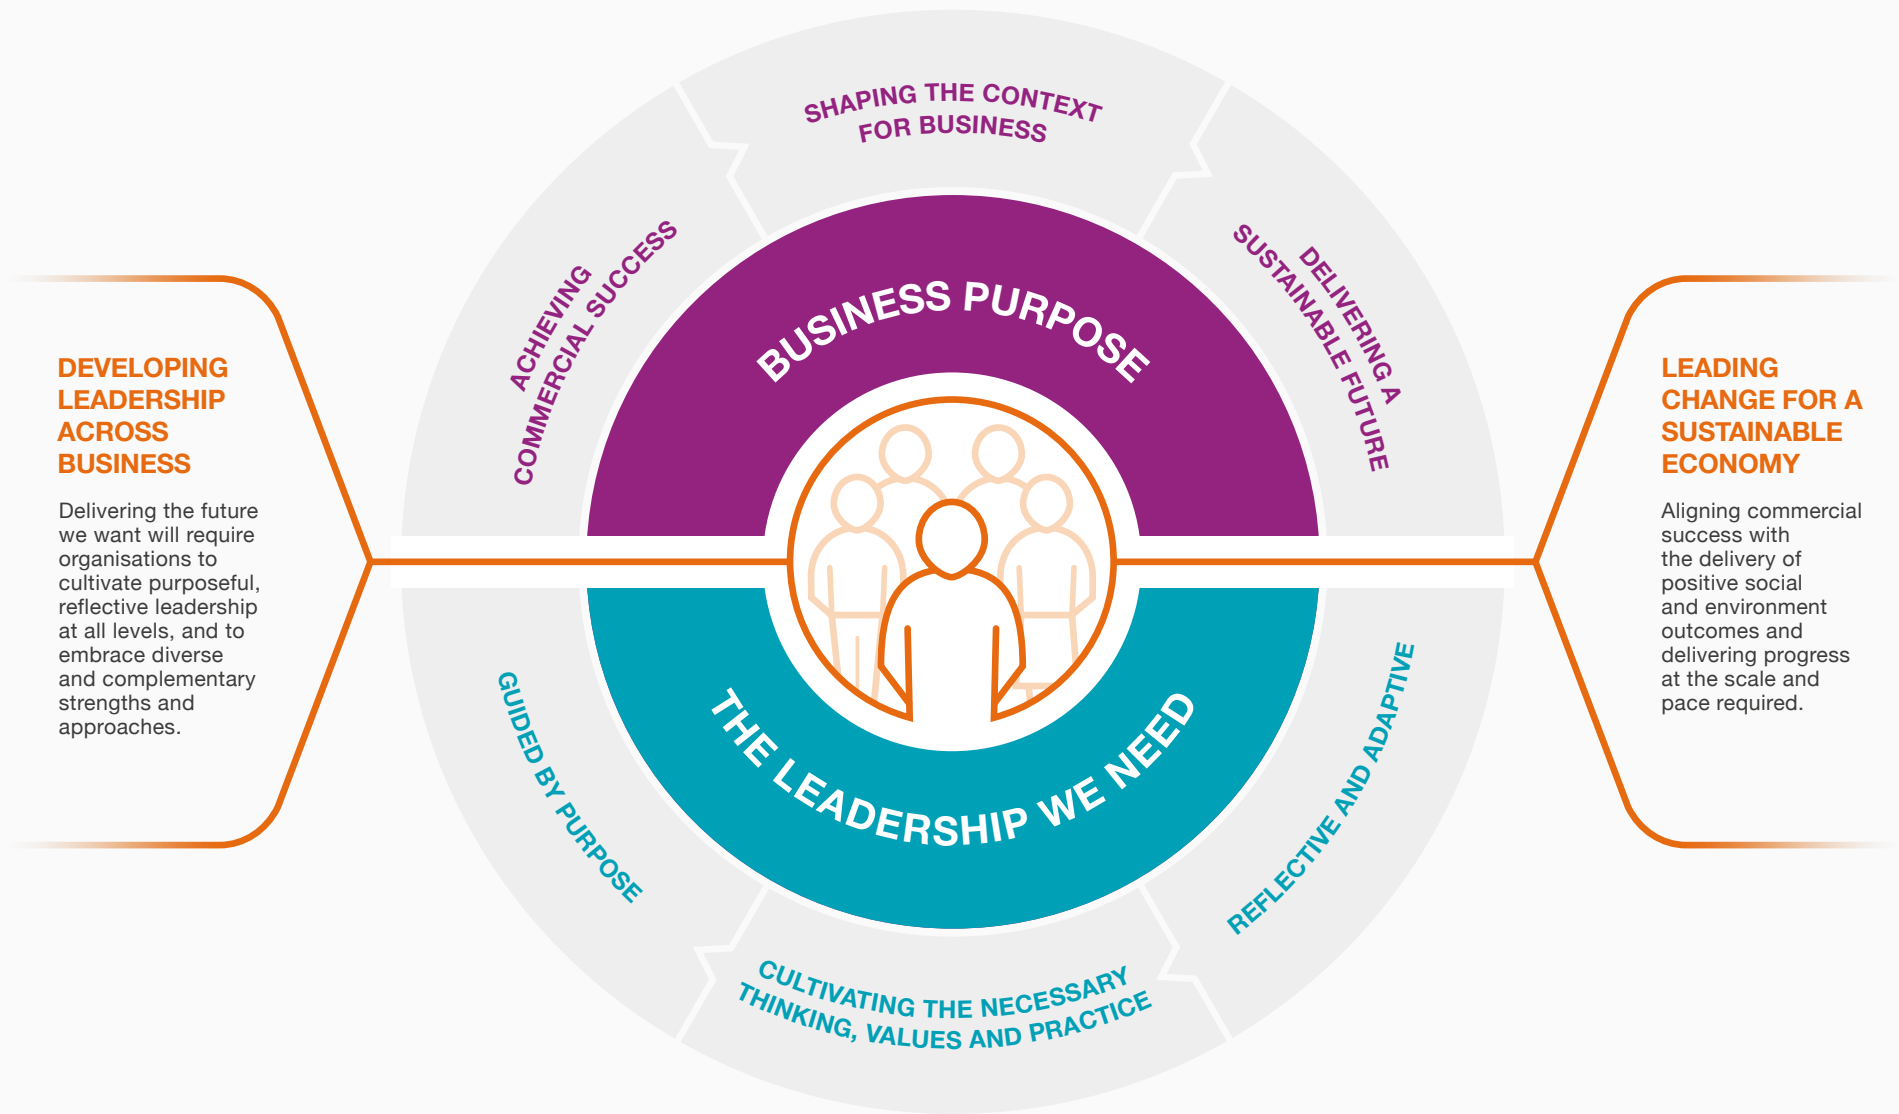 SHAPING THE CONTEXT
FOR BUSINESS
ACHIEVING
COMMERCIAL SUCCESS
DELIVERING A
SUSTAINABLE FUTURE
BUSINESS PURPOSE
DEVELOPING
LEADERSHIP
ACROSS
BUSINESS
Delivering the future
we want will require
organisations to
cultivate purposeful,
reflective leadership
at all levels, and to
embrace diverse
and complementary
strengths and
approaches.
LEADING
CHANGE FOR A
SUSTAINABLE
ECONOMY
Aligning commercial
success with
the delivery of
positive social
and environment
outcomes and
delivering progress
at the scale and
pace required.
THE LEADERSHIP WE NEED
GUIDED BY PURPOSE
REFLECTIVE AND ADAPTIVE
CULTIVATING THE NECESSARY
THINKING, VALUES AND PRACTICE